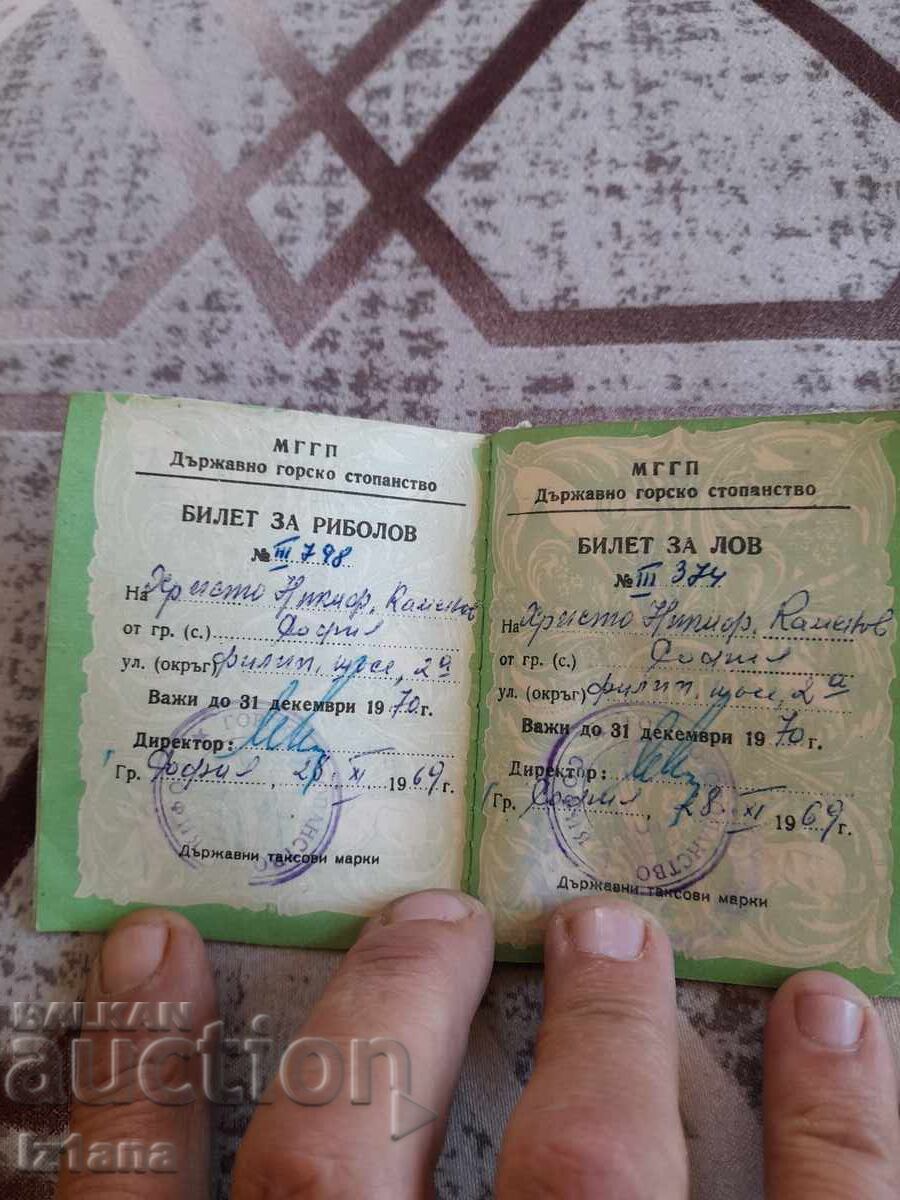 МГГП
Държавно горско стопанство
БИЛЕТ ЗА РИБОЛОВ
№ III 798
На Христо Никиф. Каменов
от гр. (с.) София
ул. (окръг) Филип. шосе, 2а
Важи до 31 декември 1970 г.
Директор:
Гр. София, 28. XI. 1969 г.
Държавни таксови марки
МГГП
Държавно горско стопанство
БИЛЕТ ЗА ЛОВ
№ III 374
На Христо Никиф. Каменов
от гр. (с.) София
ул. (окръг) Филип. шосе, 2а
Важи до 31 декември 1970 г.
Директор:
Гр. София, 28 XI 1969 г.
Държавни таксови марки
BALKAN
auction
Iztana